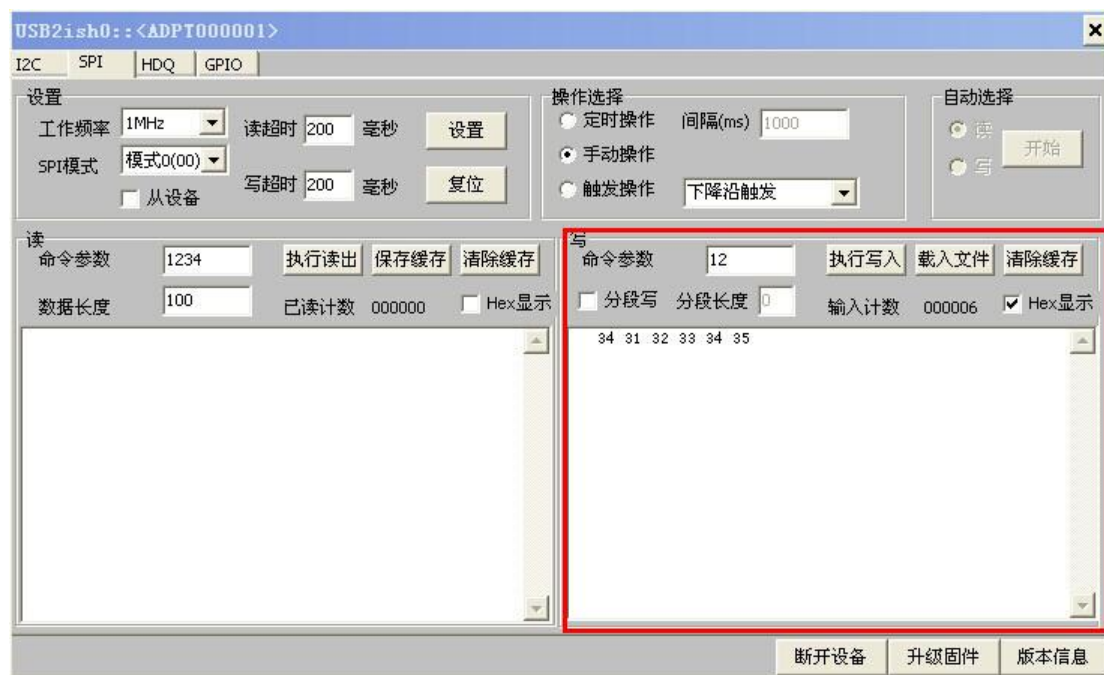 USB2ish0::<ADPT000001>
I2C SPI HDQ GPIO
设置
工作频率 1MHz 读超时 200 毫秒 设置
SPI模式 模式0(00)
从设备 写超时 200 毫秒 复位
操作选择
定时操作 间隔(ms) 1000
手动操作
触发操作 下降沿触发
自动选择
读
写
开始
读
命令参数 1234 执行读出 保存缓存 清除缓存
数据长度 100 已读计数 000000 Hex显示
写
命令参数 12 执行写入 载入文件 清除缓存
分段写 分段长度 0 输入计数 000006 Hex显示
34 31 32 33 34 35
断开设备 升级固件 版本信息